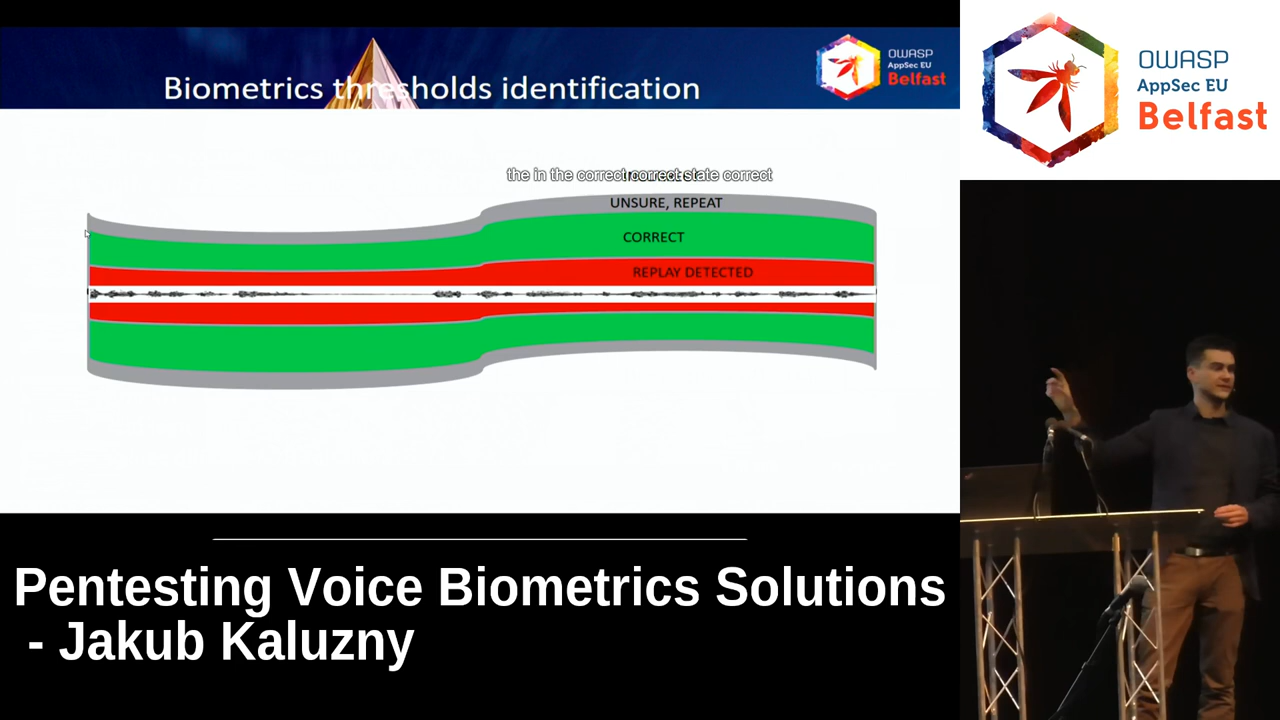 Biometrics thresholds identification
OWASP
AppSec EU
Belfast
the in the correct state correct
UNSURE, REPEAT
CORRECT
REPLAY DETECTED
Pentesting Voice Biometrics Solutions
- Jakub Kaluzny
OWASP
AppSec EU
Belfast